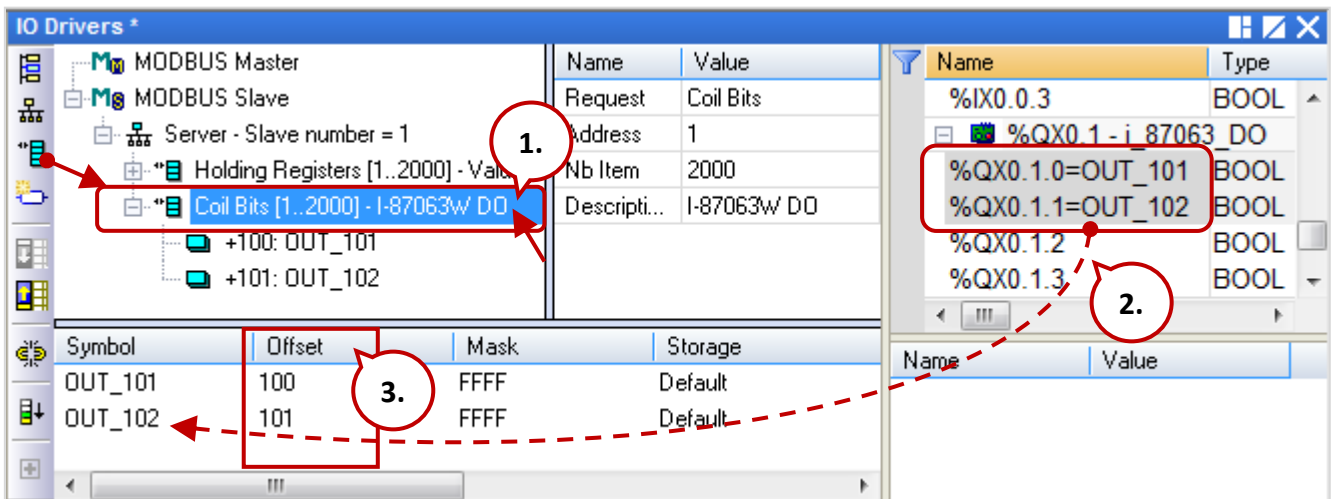 IO Drivers *
MODBUS Master
MODBUS Slave
Server - Slave number = 1
Holding Registers [1..2000] -
Coil Bits [1..2000] - I-87063W DO
+100: OUT_101
+101: OUT_102
1.
Name Value
Request Coil Bits
Address 1
Nb Item 2000
Descripti... I-87063W DO
Name Type
%IX0.0.3 BOOL
%QX0.1 - i_87063_DO
%QX0.1.0=OUT_101 BOOL
%QX0.1.1=OUT_102 BOOL
%QX0.1.2 BOOL
%QX0.1.3 BOOL
2.
Symbol Offset Mask Storage
OUT_101 100 FFFF Default
OUT_102 101 FFFF Default
3.
Name Value